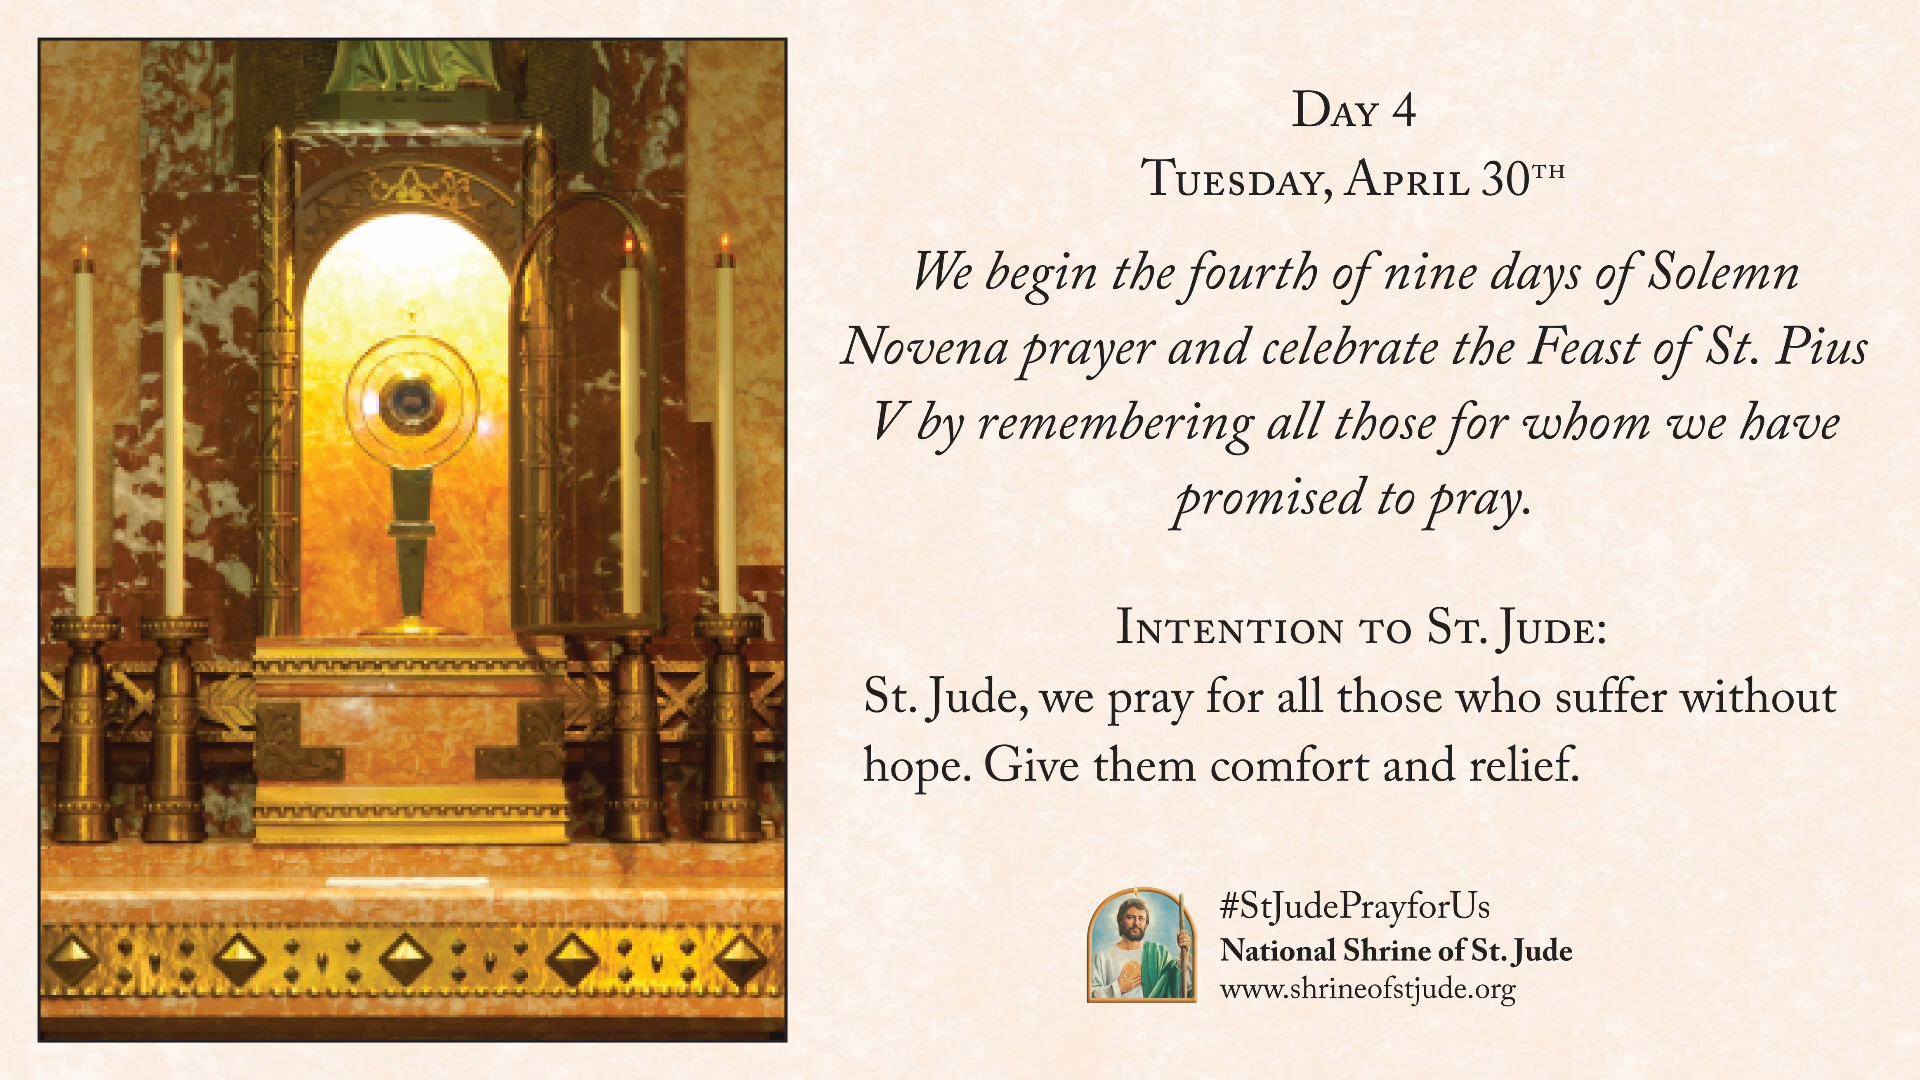 Day 4
Tuesday, April 30th
We begin the fourth of nine days of Solemn
Novena prayer and celebrate the Feast of St. Pius
V by remembering all those for whom we have
promised to pray.
Intention to St. Jude:
St. Jude, we pray for all those who suffer without
hope. Give them comfort and relief.
#StJudePrayforUs
National Shrine of St. Jude
www.shrineofstjude.org